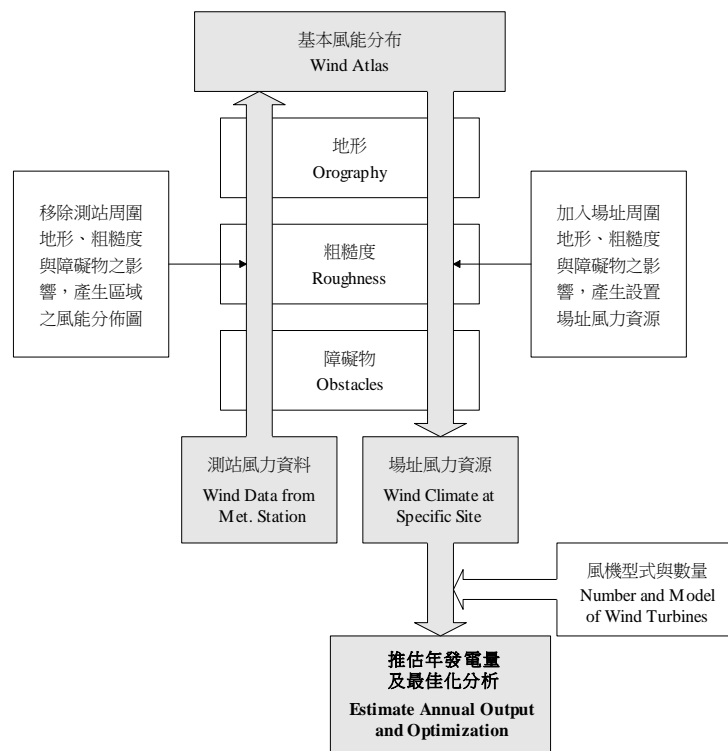 基本風能分布
Wind Atlas
地形
Orography
移除測站周圍
地形、粗糙度
與障礙物之影
響，產生區域
之風能分佈圖
粗糙度
Roughness
加入場址周圍
地形、粗糙度
與障礙物之影
響，產生設置
場址風力資源
障礙物
Obstacles
測站風力資料
Wind Data from
Met. Station
場址風力資源
Wind Climate at
Specific Site
風機型式與數量
Number and Model
of Wind Turbines
推估年發電量
及最佳化分析
Estimate Annual Output
and Optimization